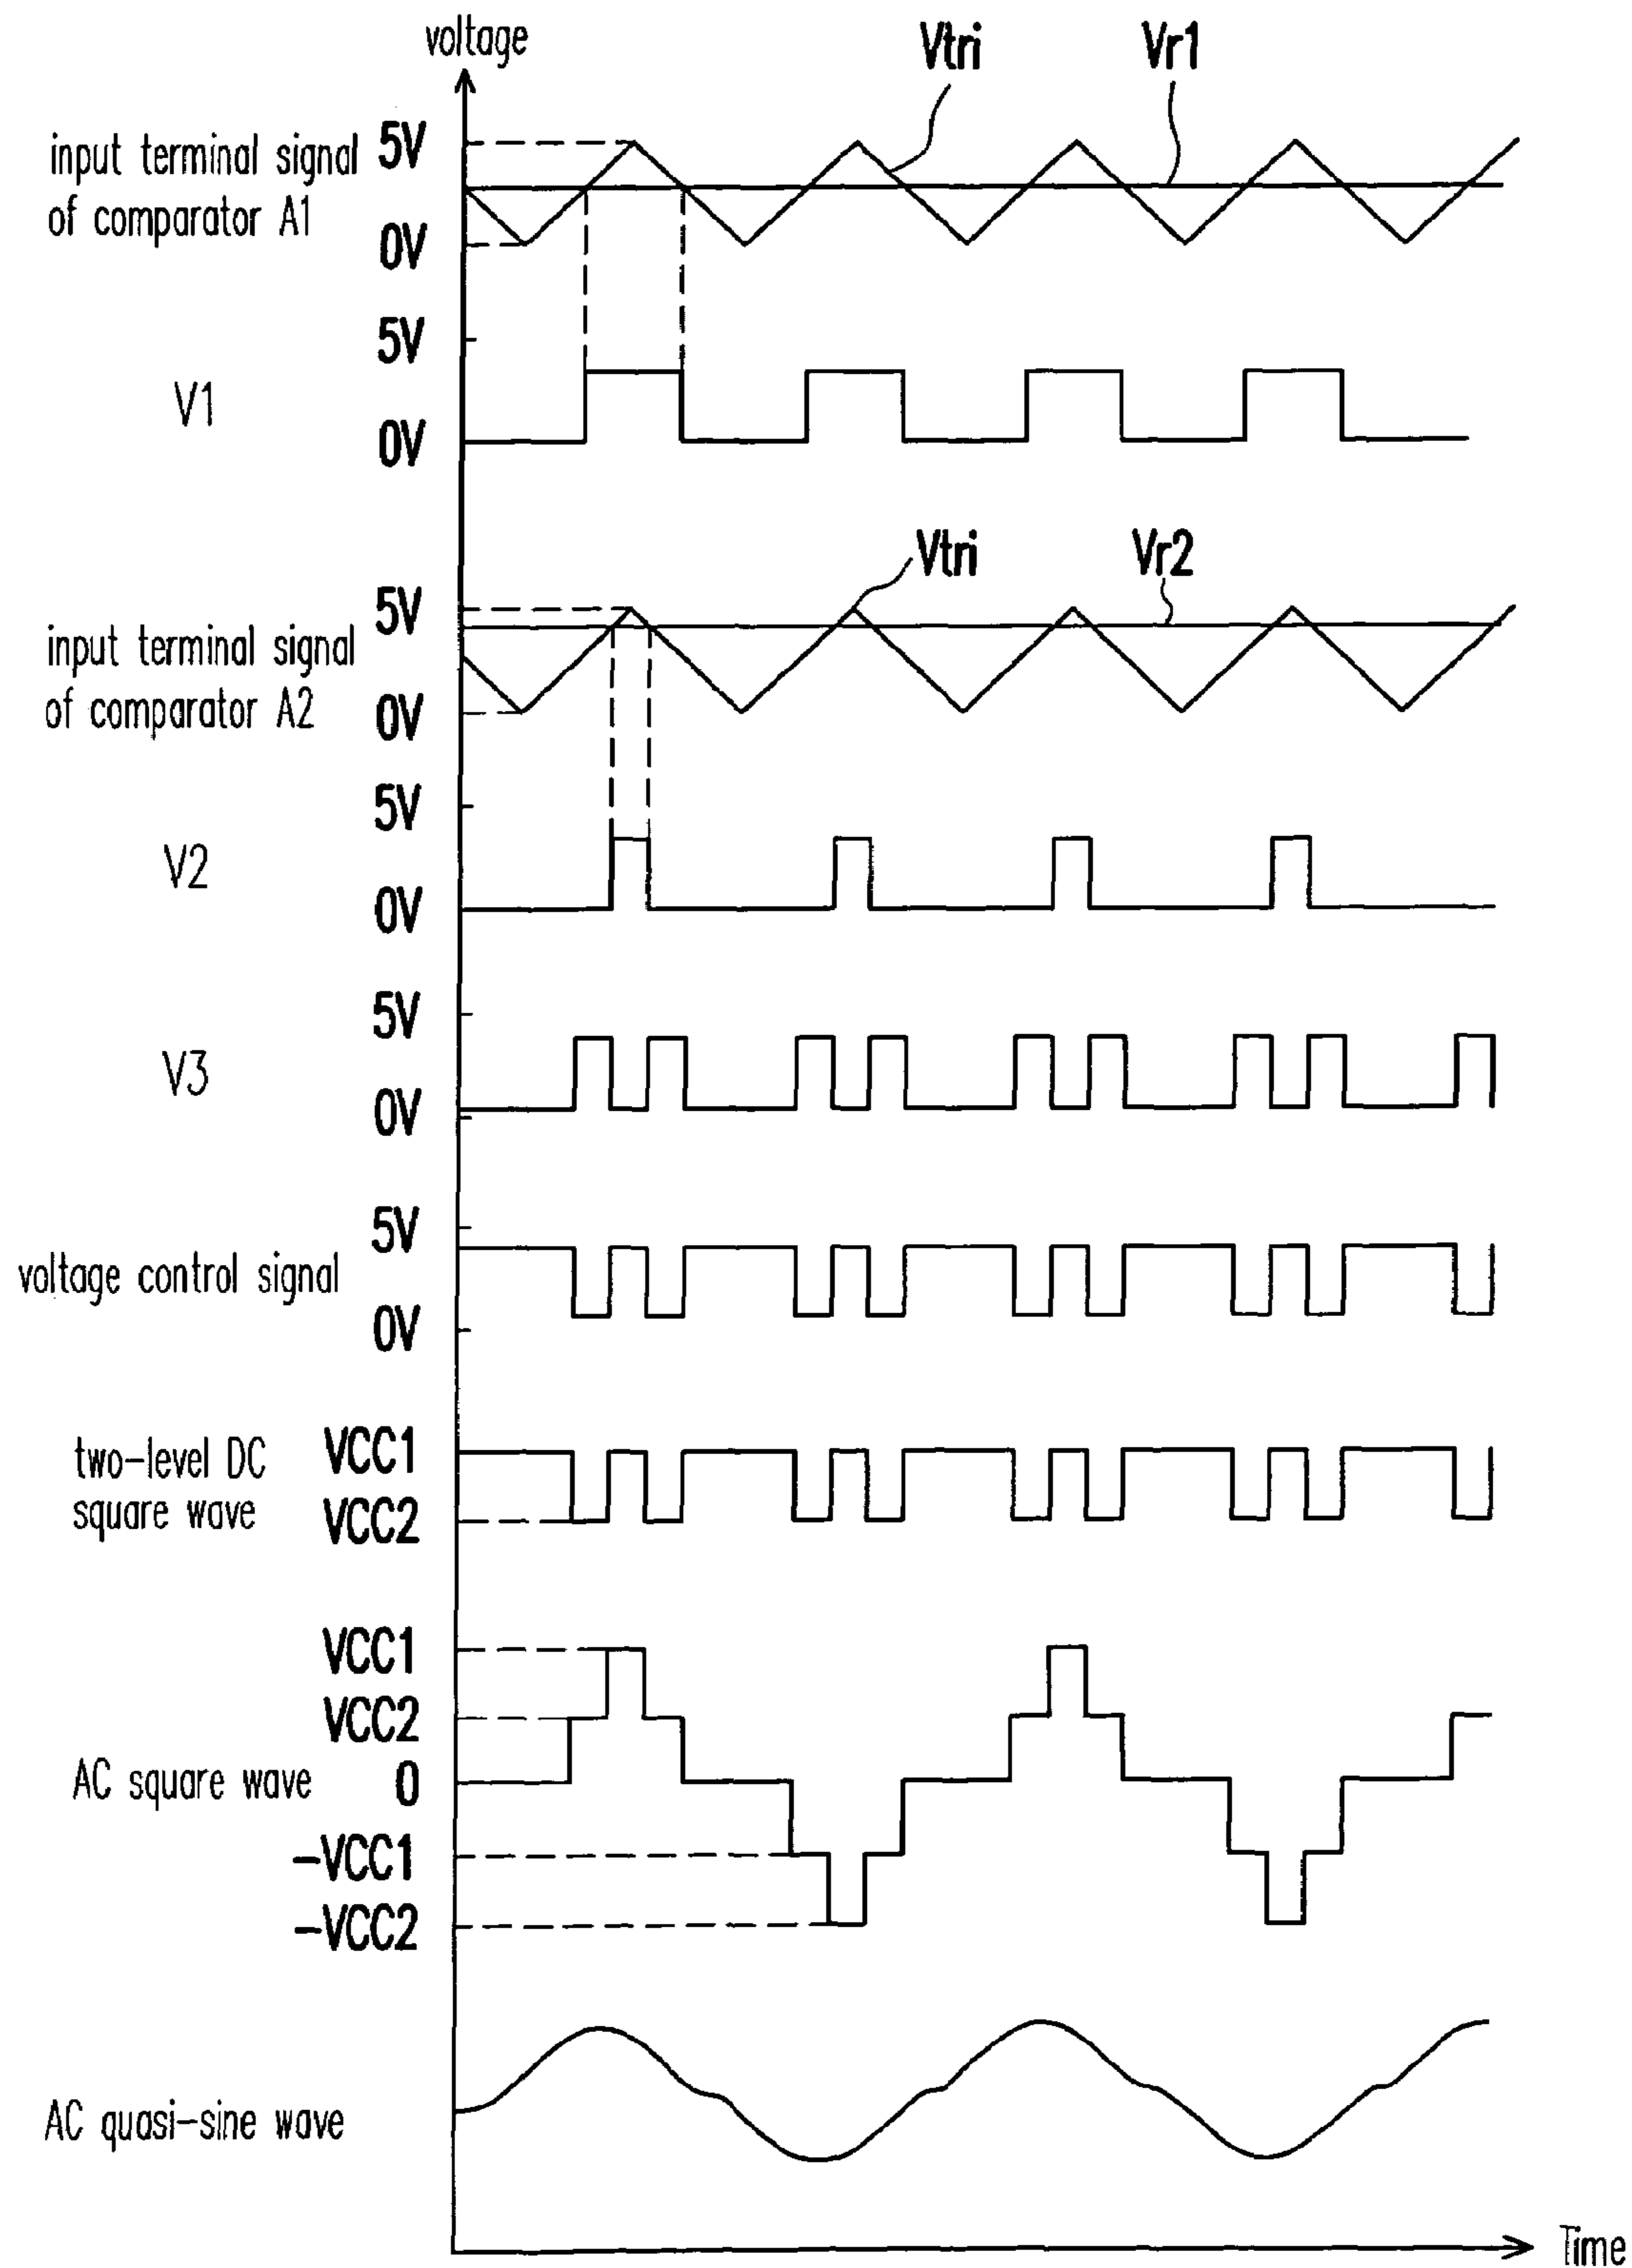 voltage
Vtri
Vr1
input terminal signal
of comparator A1
5V
0V
V1
5V
0V
Vtri
Vr2
input terminal signal
of comparator A2
5V
0V
V2
5V
0V
V3
5V
0V
voltage control signal
5V
0V
two-level DC
square wave
VCC1
VCC2
AC square wave
VCC1
VCC2
0
-VCC1
-VCC2
AC quasi-sine wave
Time